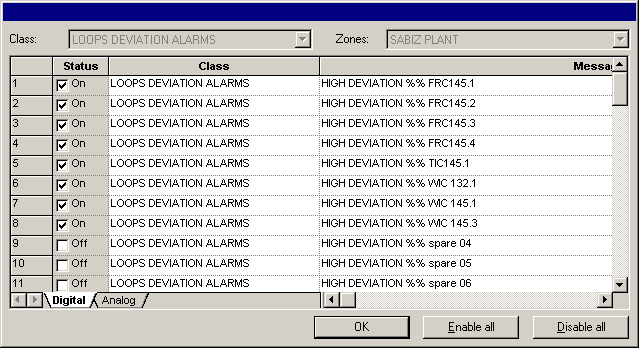 Class: LOOPS DEVIATION ALARMS Zones: SABIZ PLANT
Status Class Messag
1 On LOOPS DEVIATION ALARMS HIGH DEVIATION %% FRC145.1
2 On LOOPS DEVIATION ALARMS HIGH DEVIATION %% FRC145.2
3 On LOOPS DEVIATION ALARMS HIGH DEVIATION %% FRC145.3
4 On LOOPS DEVIATION ALARMS HIGH DEVIATION %% FRC145.4
5 On LOOPS DEVIATION ALARMS HIGH DEVIATION %% TIC145.1
6 On LOOPS DEVIATION ALARMS HIGH DEVIATION %% WIC 132.1
7 On LOOPS DEVIATION ALARMS HIGH DEVIATION %% WIC 145.1
8 On LOOPS DEVIATION ALARMS HIGH DEVIATION %% WIC 145.3
9 Off LOOPS DEVIATION ALARMS HIGH DEVIATION %% spare 04
10 Off LOOPS DEVIATION ALARMS HIGH DEVIATION %% spare 05
11 Off LOOPS DEVIATION ALARMS HIGH DEVIATION %% spare 06
Digital Analog
OK Enable all Disable all